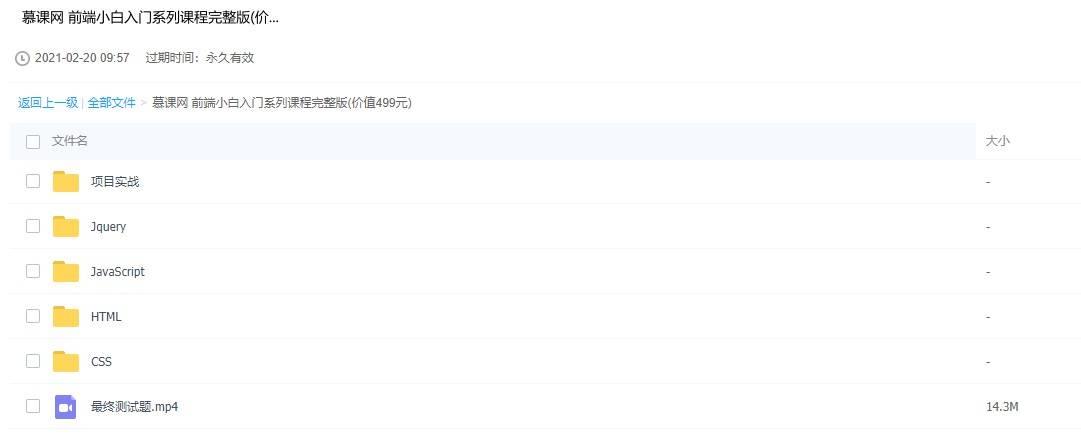 慕课网 前端小白入门系列课程完整版(价...
2021-02-20 09:57 过期时间：永久有效
返回上一级 | 全部文件 > 慕课网 前端小白入门系列课程完整版(价值499元)
文件名 大小
项目实战 -
Jquery -
JavaScript -
HTML -
CSS -
最终测试题.mp4 14.3M